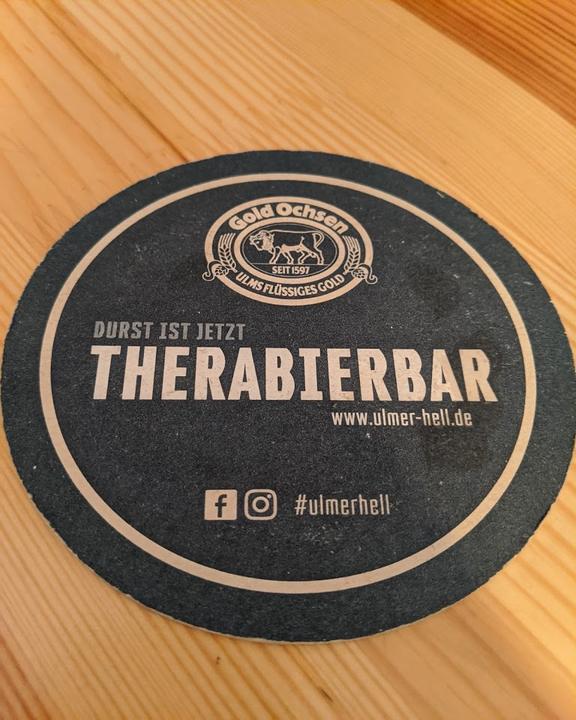 Gold Ochsen
SEIT 1597
ULMS FLÜSSIGES GOLD
DURST IST JETZT
THERABIERBAR
www.ulmer-hell.de
#ulmerhell